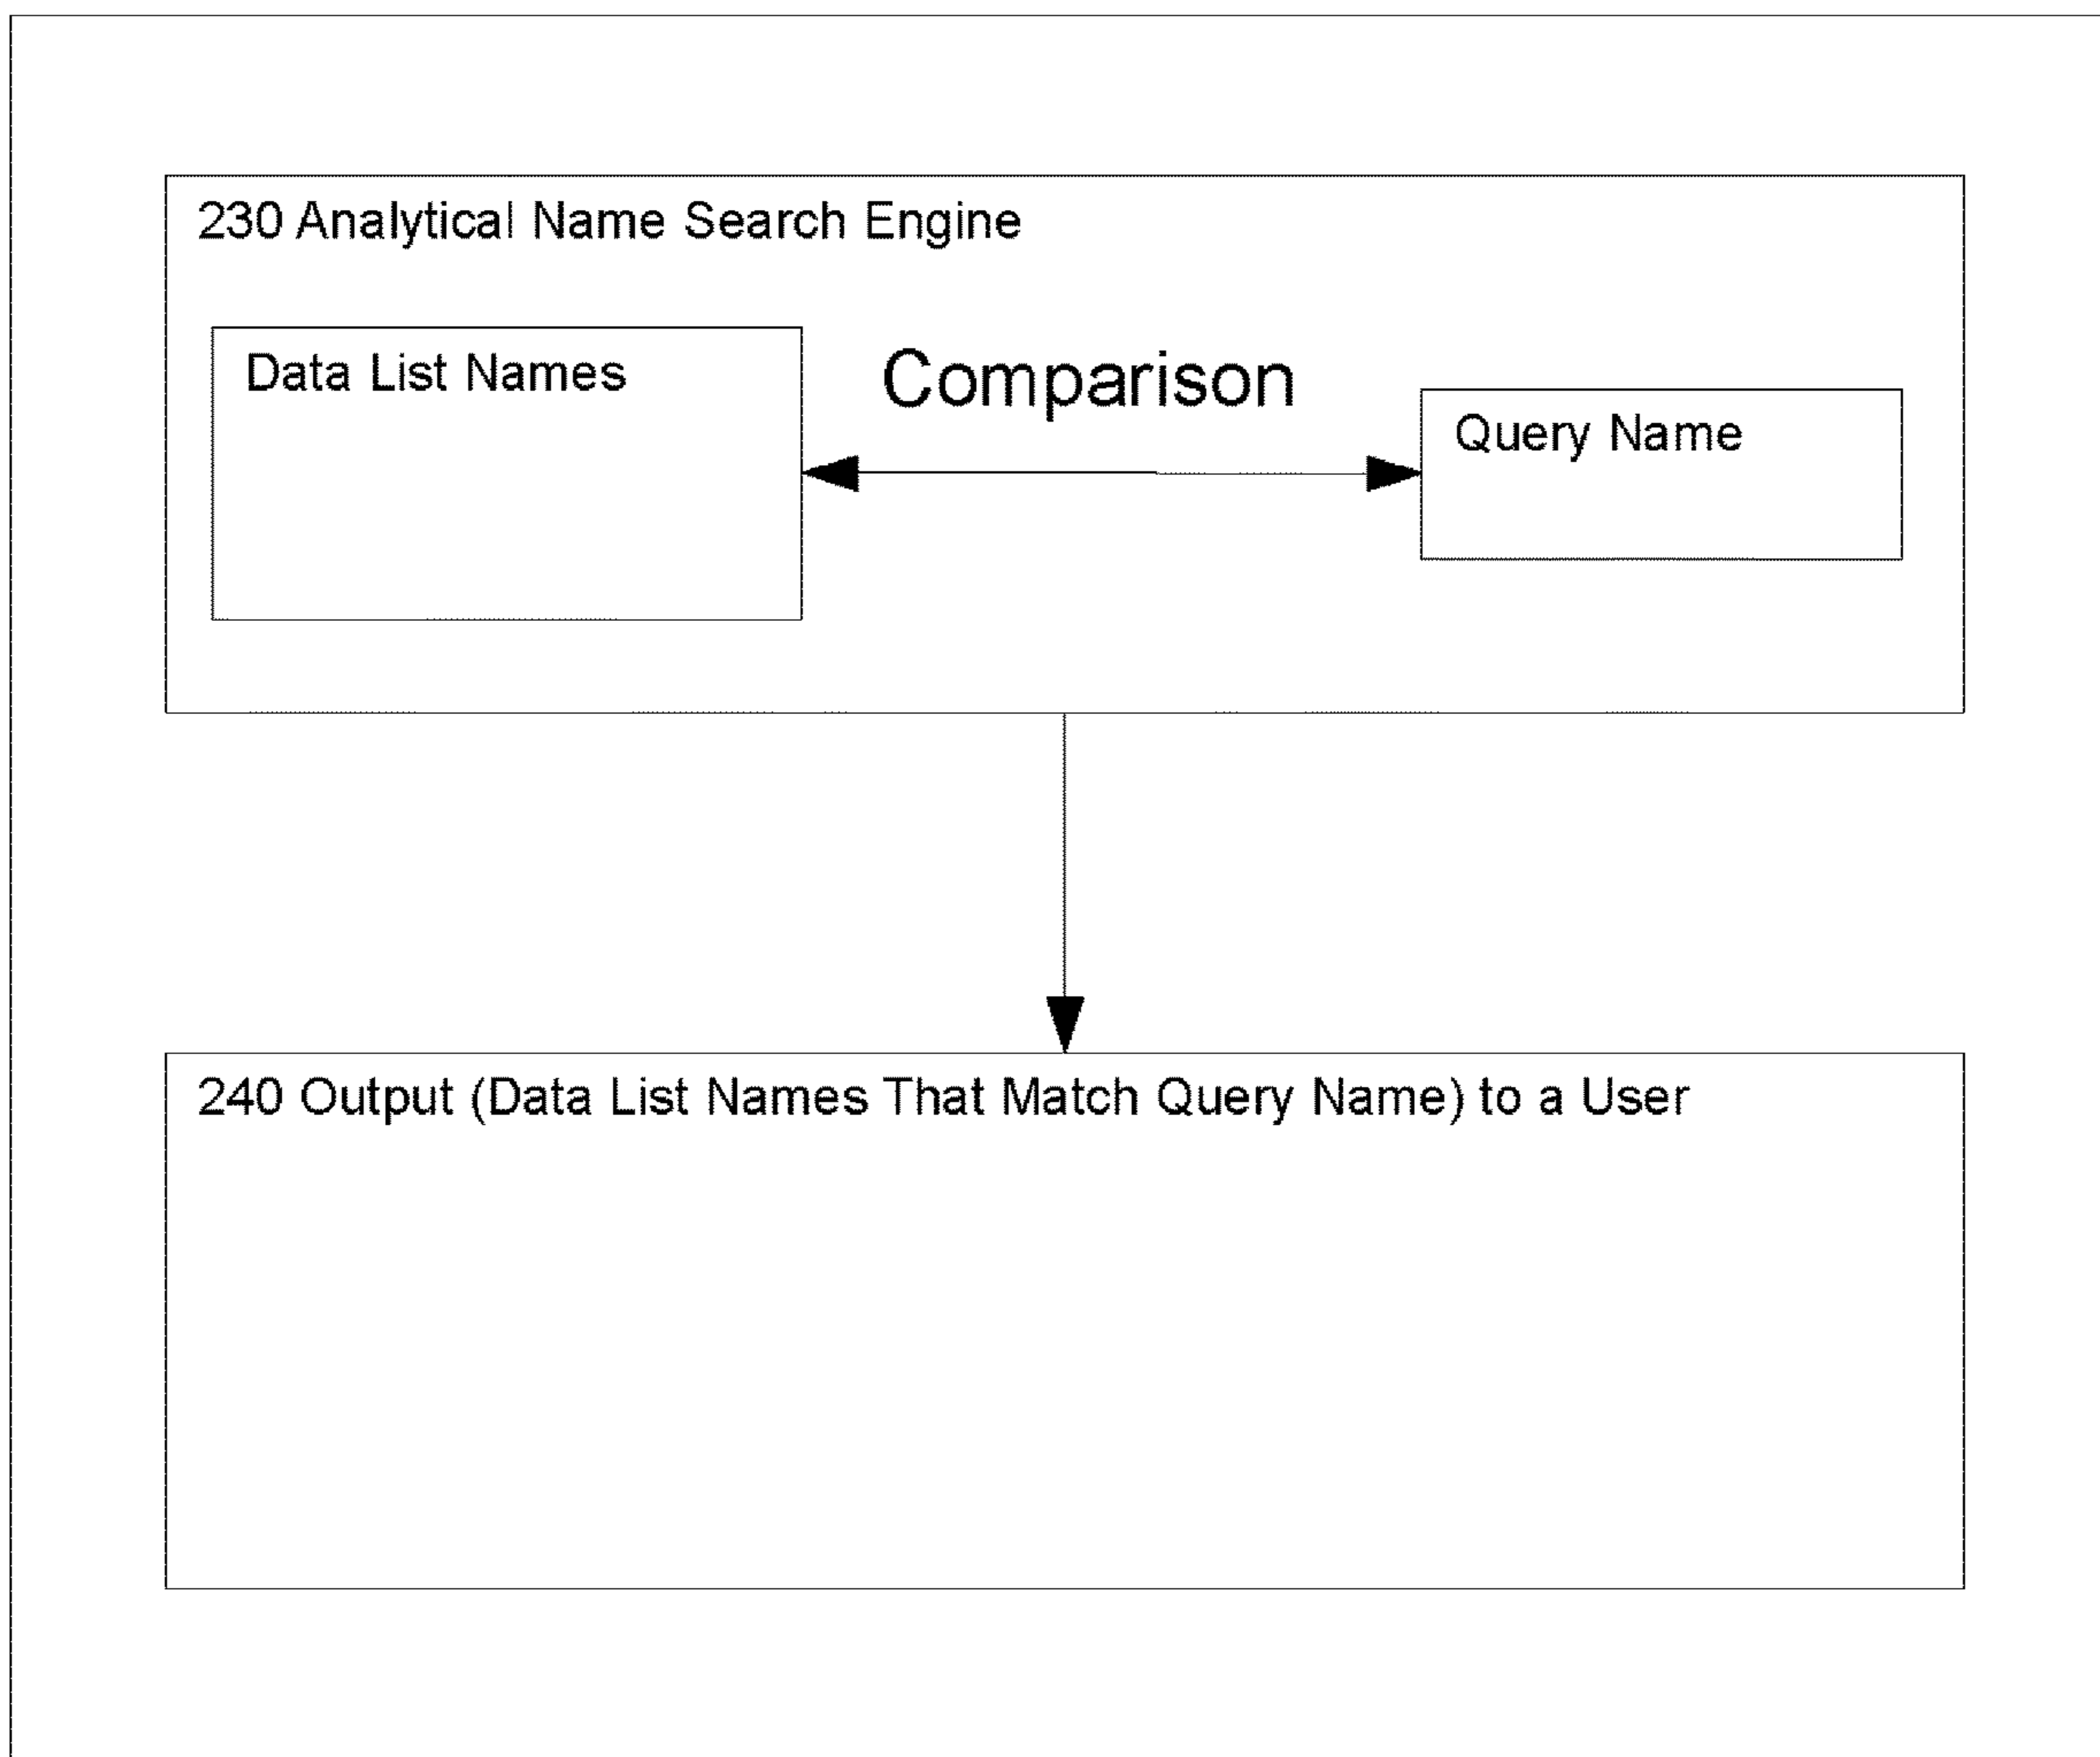 230 Analytical Name Search Engine
Data List Names
Comparison
Query Name
240 Output (Data List Names That Match Query Name) to a User